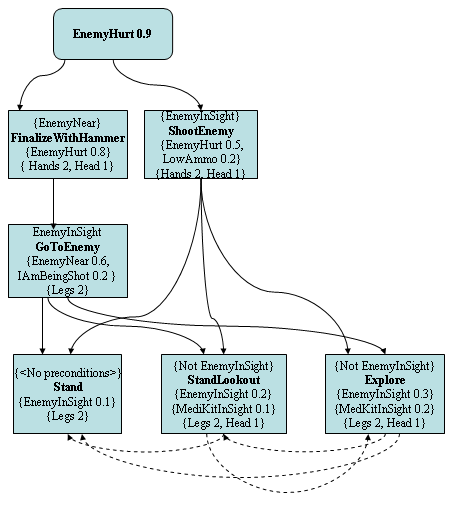 EnemyHurt 0.9
{EnemyNear}
FinalizeWithHammer
{EnemyHurt 0.8}
{ Hands 2, Head 1}
{EnemyInSight}
ShootEnemy
{EnemyHurt 0.5,
LowAmmo 0.2}
{Hands 2, Head 1}
EnemyInSight
GoToEnemy
{EnemyNear 0.6,
IAmBeingShot 0.2 }
{Legs 2}
{<No preconditions>}
Stand
{EnemyInSight 0.1}
{Legs 2}
{Not EnemyInSight}
StandLookout
{EnemyInSight 0.2}
{MediKitInSight 0.1}
{Legs 2, Head 1}
{Not EnemyInSight}
Explore
{EnemyInSight 0.3}
{MedKitInSight 0.2}
{Legs 2, Head 1}